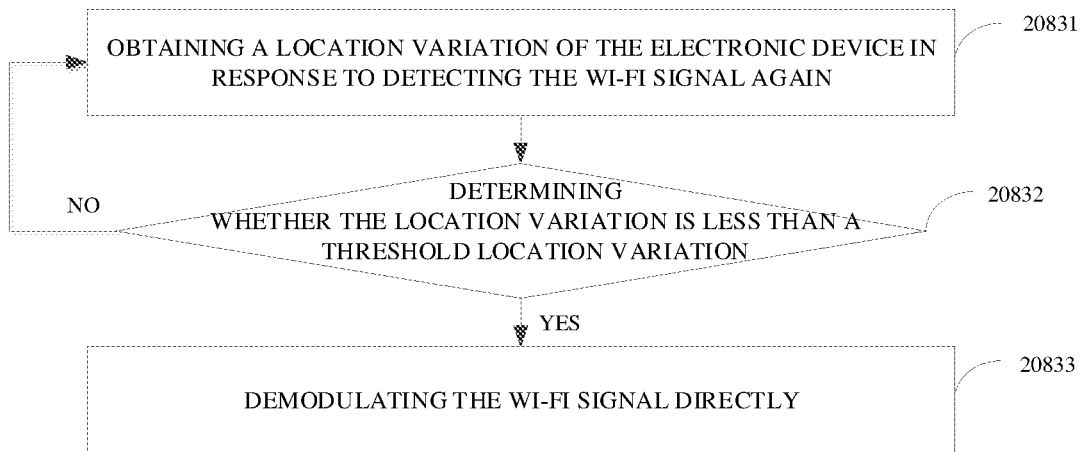 20831
OBTAINING A LOCATION VARIATION OF THE ELECTRONIC DEVICE IN
RESPONSE TO DETECTING THE WI-FI SIGNAL AGAIN
NO
DETERMINING
WHETHER THE LOCATION VARIATION IS LESS THAN A
THRESHOLD LOCATION VARIATION
20832
YES
20833
DEMODULATING THE WI-FI SIGNAL DIRECTLY